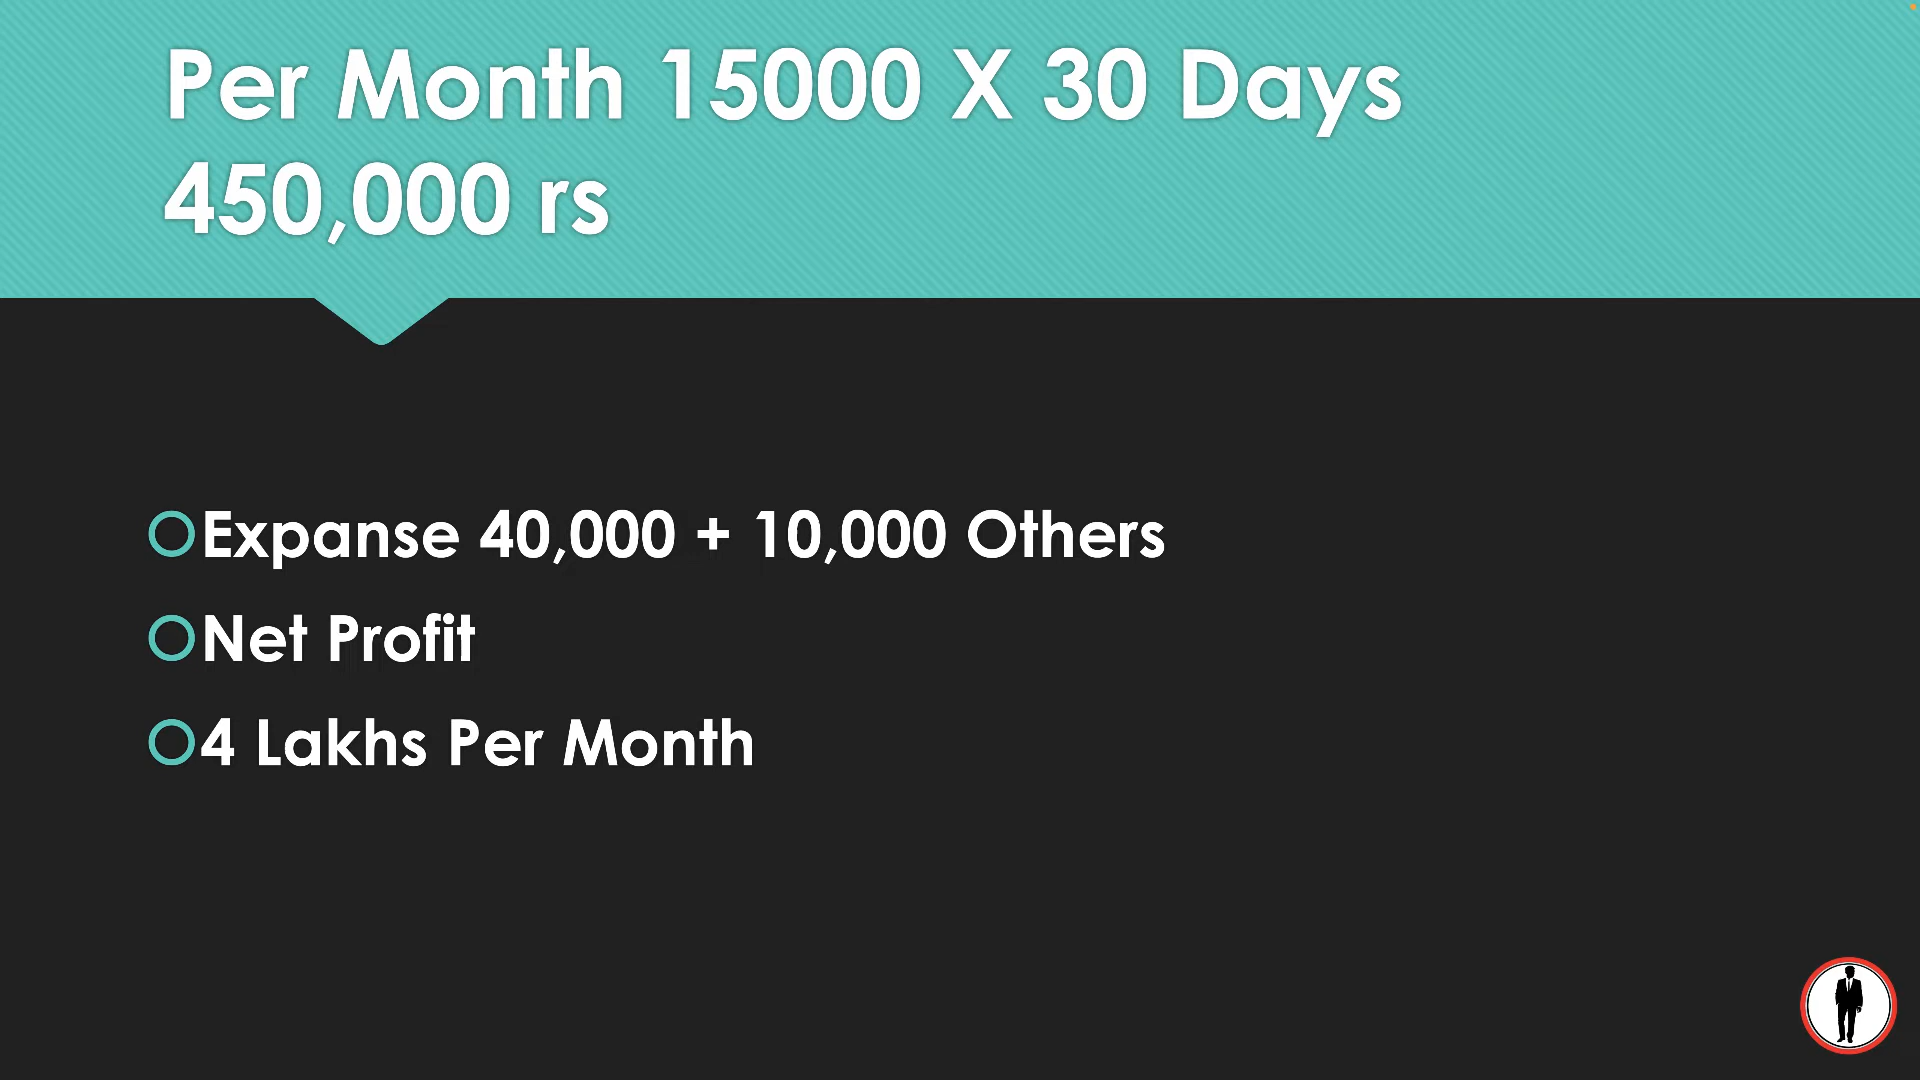 Per Month 15000 X 30 Days
450,000 rs
Expanse 40,000 + 10,000 Others
Net Profit
4 Lakhs Per Month